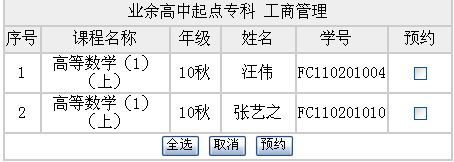 业余高中起点专科 工商管理
序号 课程名称 年级 姓名 学号 预约
1 高等数学（1）（上） 10秋 汪伟 FC110201004
2 高等数学（1）（上） 10秋 张艺之 FC110201010
全选 取消 预约